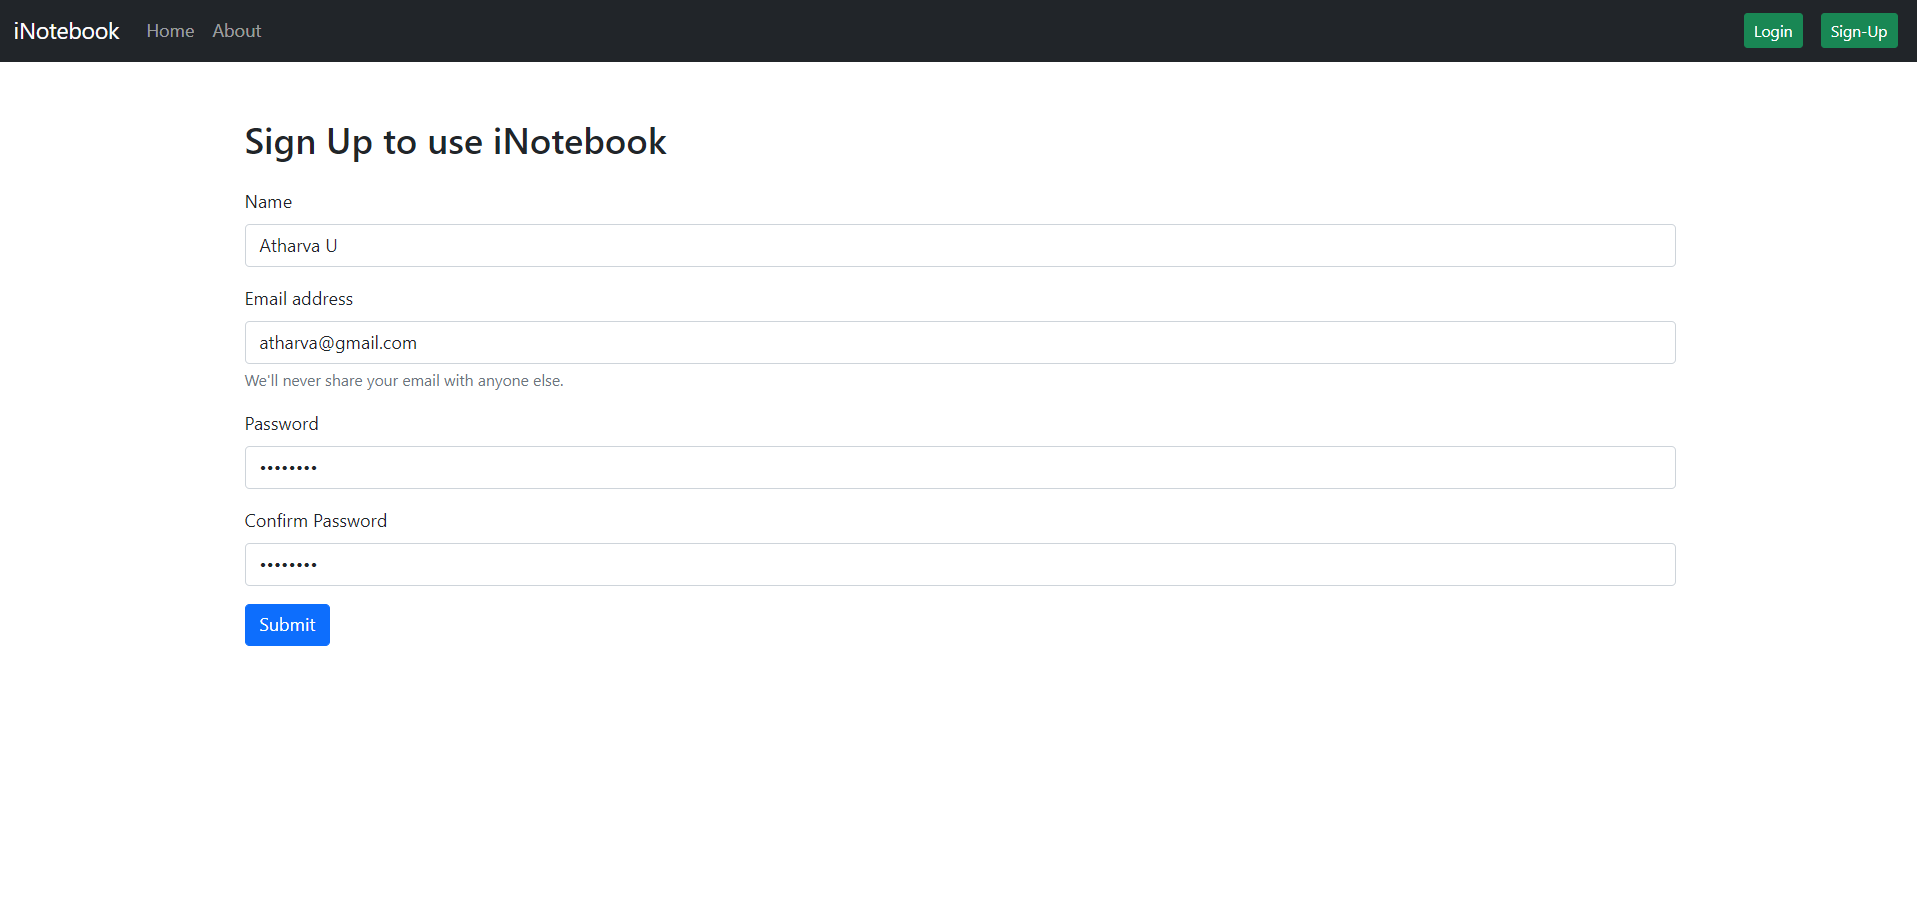 iNotebook Home About Login Sign-Up
Sign Up to use iNotebook
Name
Atharva U
Email address
atharva@gmail.com
We'll never share your email with anyone else.
Password
••••••••
Confirm Password
••••••••
Submit